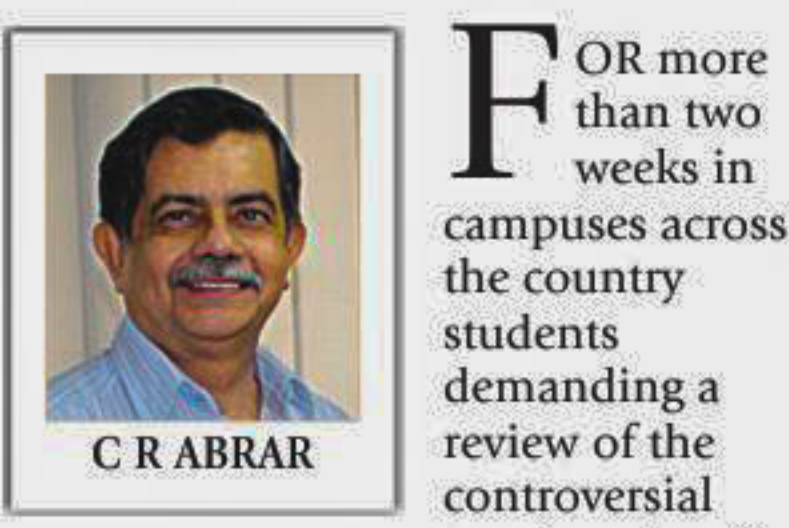 C R ABRAR
FOR more
than two
weeks in
campuses across
the country
students
demanding a
review of the
controversial